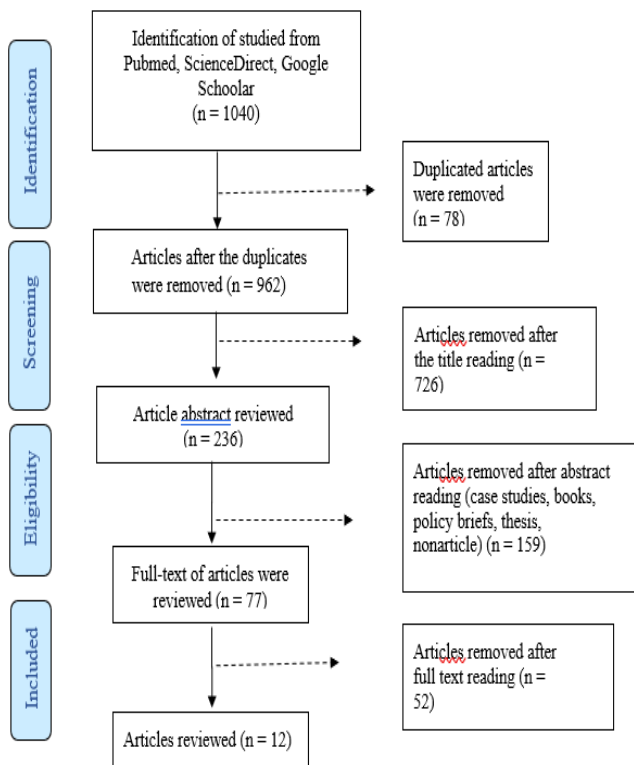 Identification
Identification of studied from
Pubmed, ScienceDirect, Google
Schoolar
(n = 1040)
Duplicated articles
were removed
(n = 78)
Screening
Articles after the duplicates
were removed (n = 962)
Articles removed after
the title reading (n =
726)
Article abstract reviewed
(n = 236)
Eligibility
Articles removed after abstract
reading (case studies, books,
policy briefs, thesis,
nonarticle) (n = 159)
Full-text of articles were
reviewed (n = 77)
Included
Articles removed after
full text reading (n =
52)
Articles reviewed (n = 12)